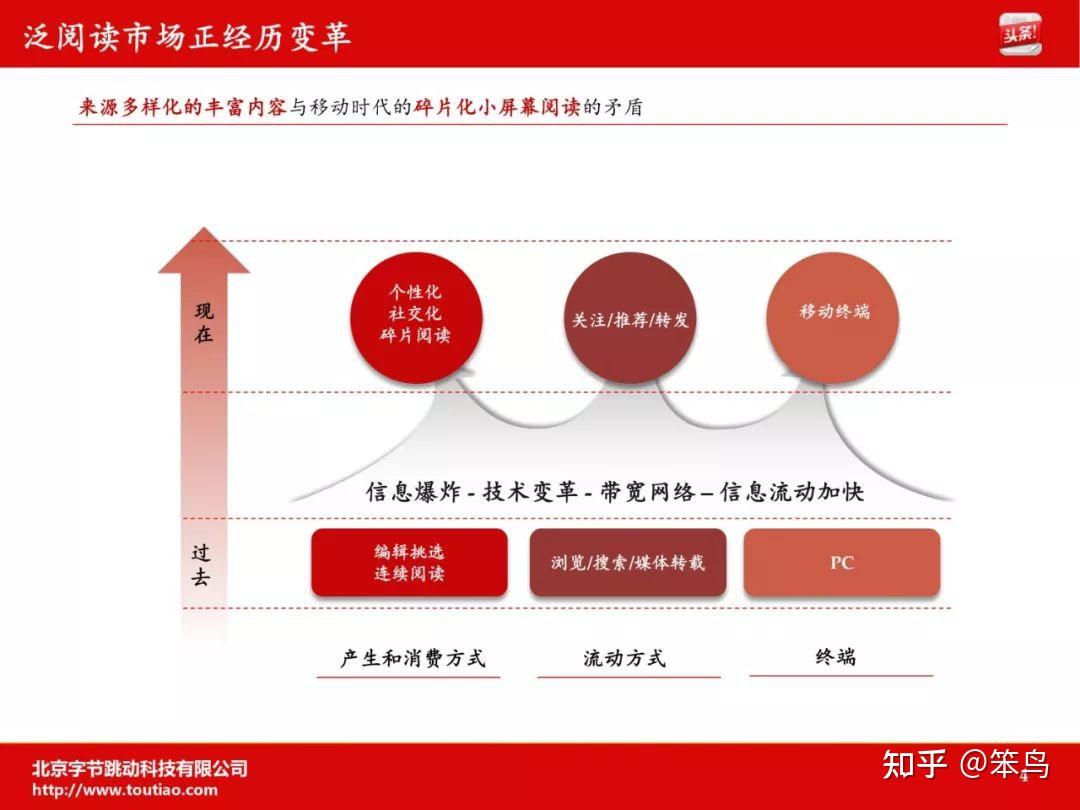 泛阅读市场正经历变革
头条!
来源多样化的丰富内容与移动时代的碎片化小屏幕阅读的矛盾
现在
个性化
社交化
碎片阅读
关注/推荐/转发
移动终端
信息爆炸 - 技术变革 - 带宽网络 – 信息流动加快
过去
编辑挑选
连续阅读
浏览/搜索/媒体转载
PC
产生和消费方式
流动方式
终端
北京字节跳动科技有限公司
http://www.toutiao.com
知乎 @笨鸟
4